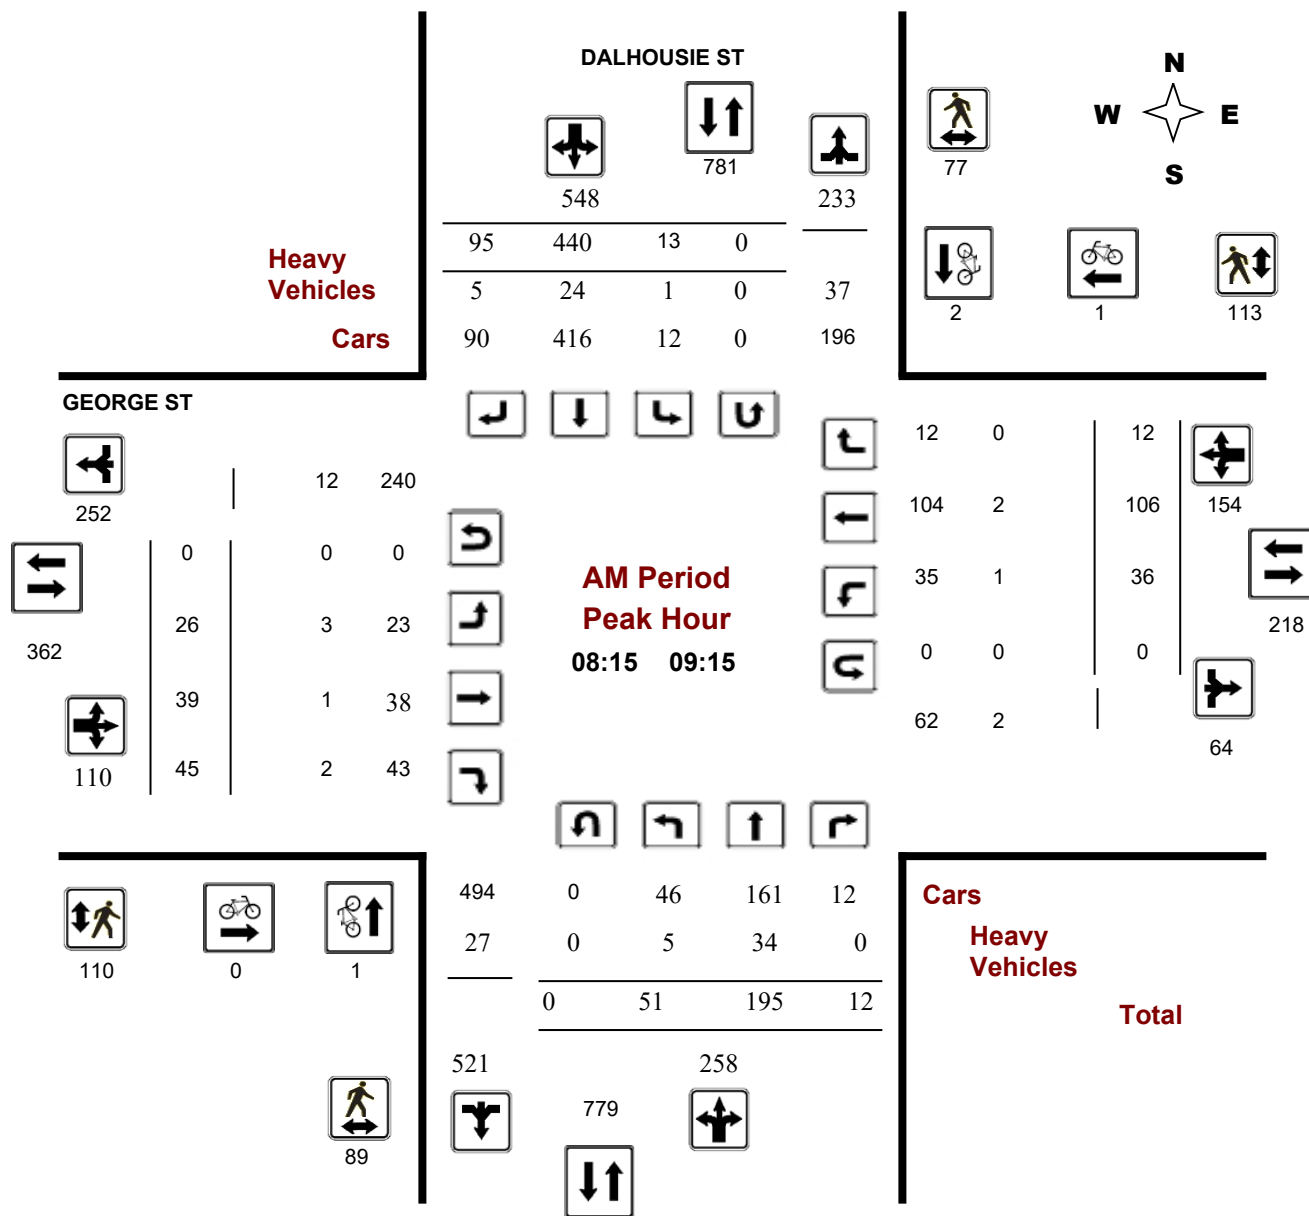 DALHOUSIE ST
N
W E
S
781
77
548
233
95 440 13 0
Heavy
Vehicles
5 24 1 0 37
2 1 113
Cars
90 416 12 0 196
GEORGE ST
12 0 12
12 240
252
104 2 106 154
0 0 0
AM Period
35 1 36
Peak Hour
26 3 23
218
362
08:15 09:15
0 0 0
39 1 38
62 2
64
110
45 2 43
494 0 46 161 12
Cars
27 0 5 34 0
Heavy
Vehicles
110 0 1
0 51 195 12
Total
521 258
779
89